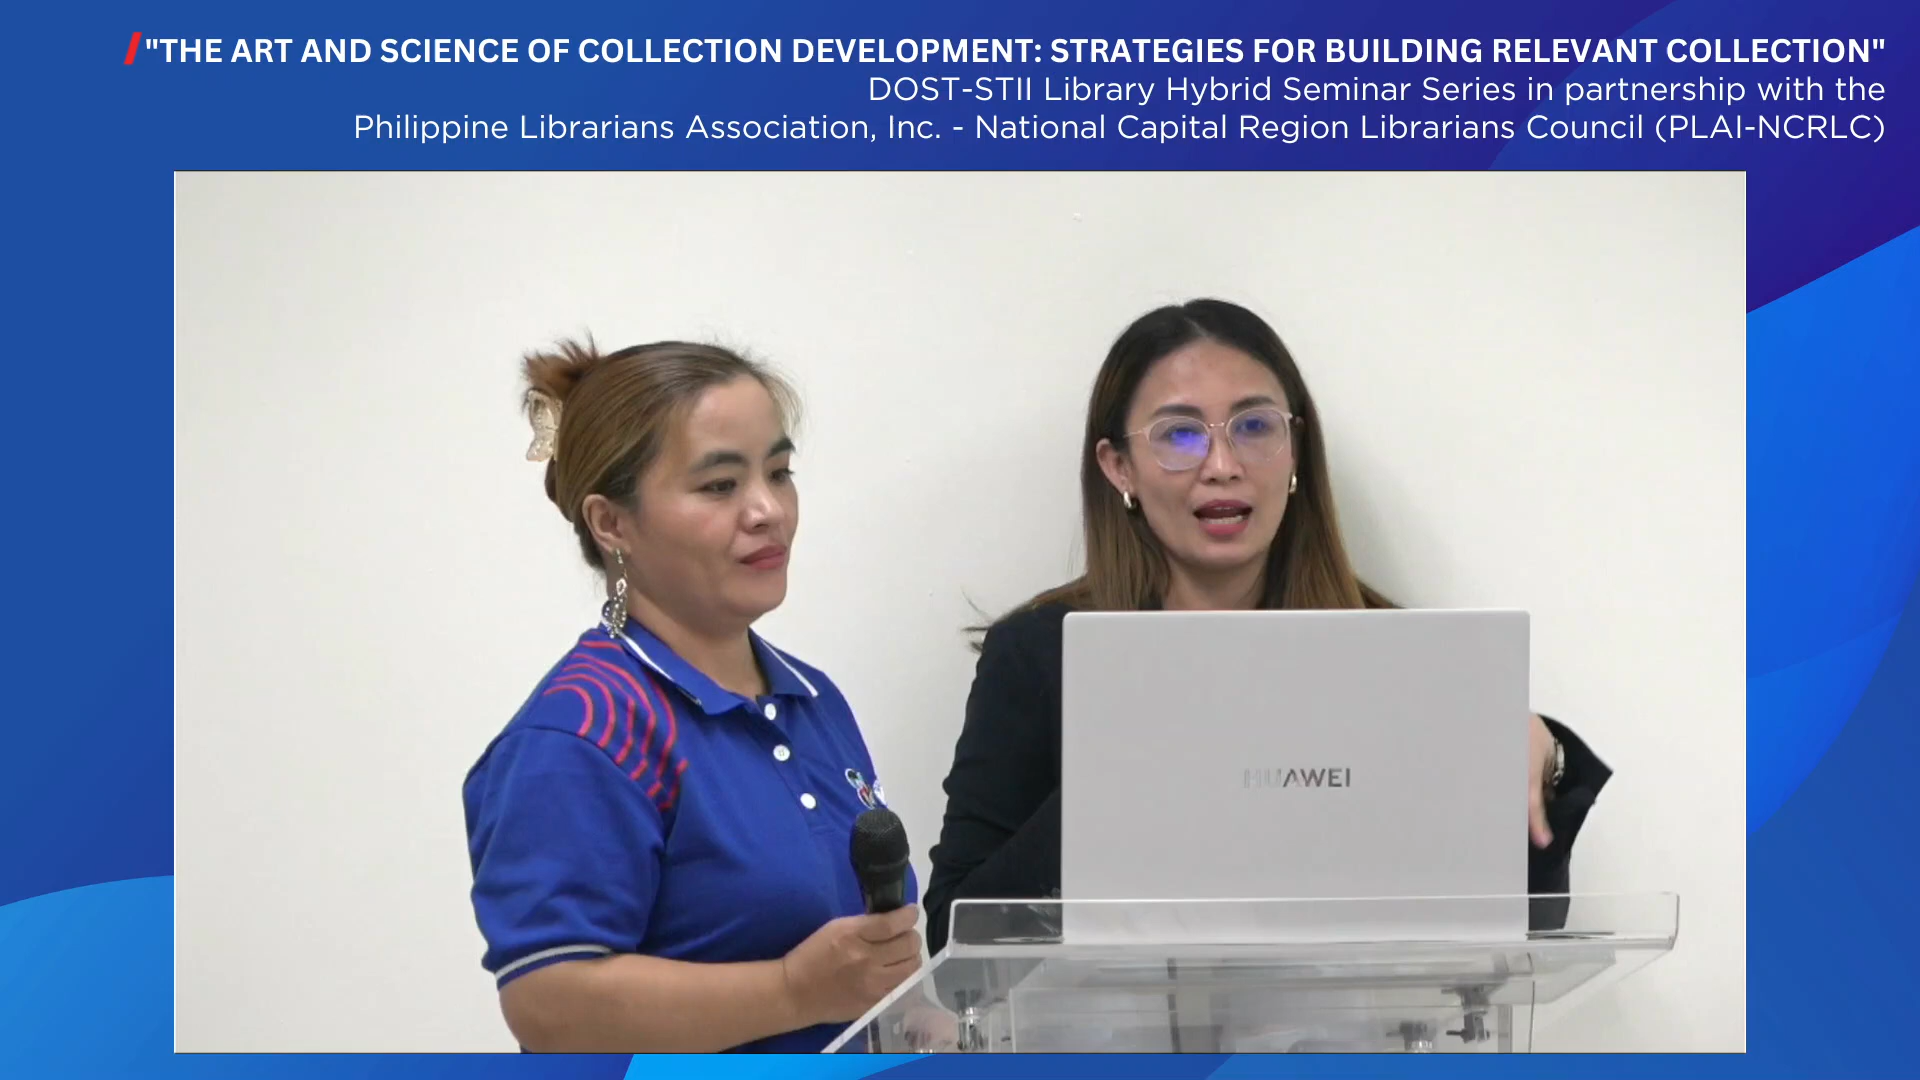 "THE ART AND SCIENCE OF COLLECTION DEVELOPMENT: STRATEGIES FOR BUILDING RELEVANT COLLECTION"
DOST-STII Library Hybrid Seminar Series in partnership with the
Philippine Librarians Association, Inc. - National Capital Region Librarians Council (PLAI-NCRLC)
HUAWEI